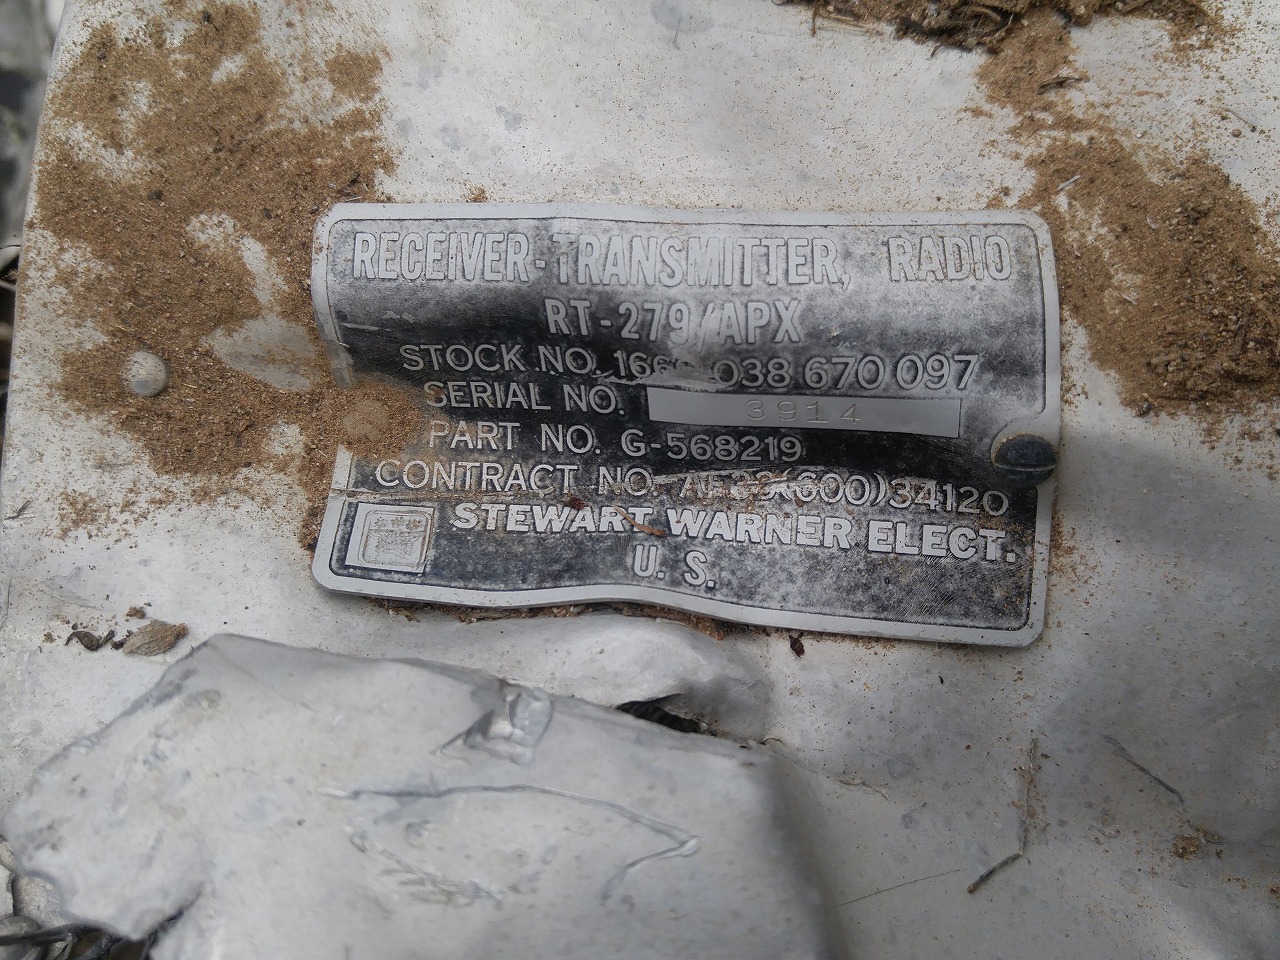 RECEIVER-TRANSMITTER, RADIO
RT-279/APX
STOCK NO. 038 670 097
SERIAL NO. 3914
PART NO. G-568219
CONTRACT NO. (600)34120
STEWART WARNER ELECT.
U. S.